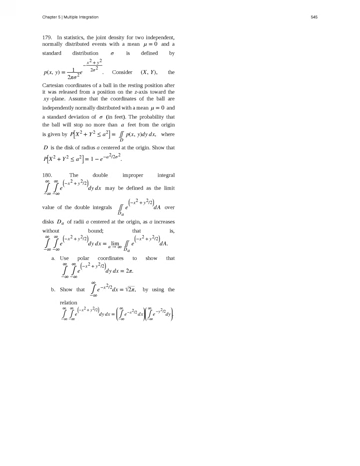 Chapter 5 | Multiple Integration 545
179. In statistics, the joint density for two independent,
normally distributed events with a mean μ = 0 and a
standard distribution σ is defined by
p(x, y) = 1/(2πσ²) e^(−(x² + y²)/(2σ²)). Consider (X, Y), the
Cartesian coordinates of a ball in the resting position after
it was released from a position on the z-axis toward the
xy-plane. Assume that the coordinates of the ball are
independently normally distributed with a mean μ = 0 and
a standard deviation of σ (in feet). The probability that
the ball will stop no more than a feet from the origin
is given by P[X² + Y² ≤ a²] = ∬_D p(x, y)dy dx, where
D is the disk of radius a centered at the origin. Show that
P[X² + Y² ≤ a²] = 1 − e^(−a²/2σ²).
180. The double improper integral
∫_−∞^∞ ∫_−∞^∞ e^(−x² + y²/2) dy dx may be defined as the limit
value of the double integrals ∬_(D_a) e^(−x² + y²/2) dA over
disks D_a of radii a centered at the origin, as a increases
without bound; that is,
∫_−∞^∞ ∫_−∞^∞ e^(−x² + y²/2) dy dx = lim_(a→∞) ∬_(D_a) e^(−x² + y²/2) dA.
a. Use polar coordinates to show that
∫_−∞^∞ ∫_−∞^∞ e^(−x² + y²/2) dy dx = 2π.
b. Show that ∫_−∞^∞ e^(−x²/2) dx = √2π, by using the
relation
∫_−∞^∞ ∫_−∞^∞ e^(−x² + y²/2) dy dx = (∫_−∞^∞ e^(−x²/2) dx)(∫_−∞^∞ e^(−y²/2) dy)